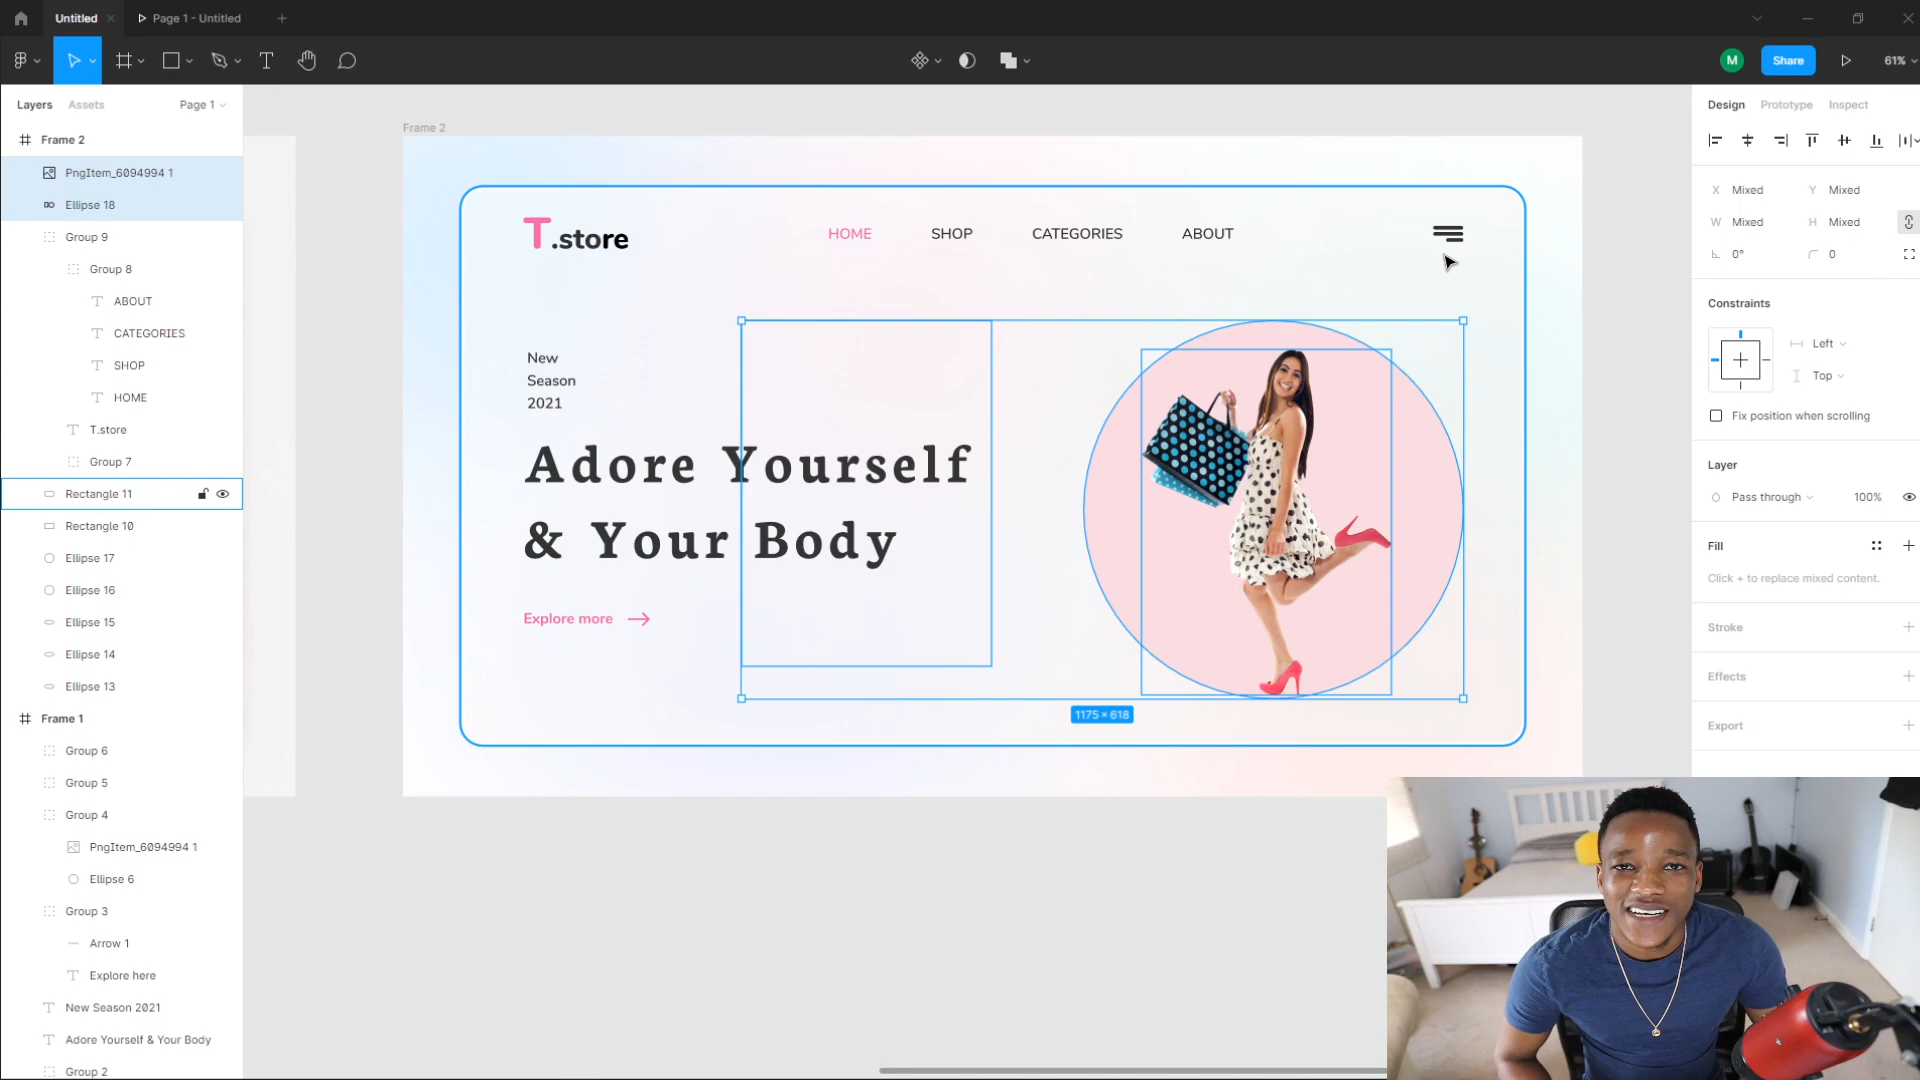 Untitled
Page 1 - Untitled
M
Share
61%
Layers
Assets
Page 1
Frame 2
PngItem_6094994 1
Ellipse 18
Group 9
Group 8
ABOUT
CATEGORIES
SHOP
HOME
T.store
Group 7
Rectangle 11
Rectangle 10
Ellipse 17
Ellipse 16
Ellipse 15
Ellipse 14
Ellipse 13
Frame 1
Group 6
Group 5
Group 4
PngItem_6094994 1
Ellipse 6
Group 3
Arrow 1
Explore here
New Season 2021
Adore Yourself & Your Body
Group 2
Frame 2
T.store
HOME
SHOP
CATEGORIES
ABOUT
New
Season
2021
Adore Yourself
& Your Body
Explore more
1175 × 618
Design
Prototype
Inspect
X Mixed
Y Mixed
W Mixed
H Mixed
0°
0
Constraints
Left
Top
Fix position when scrolling
Layer
Pass through
100%
Fill
Click + to replace mixed content.
Stroke
Effects
Export